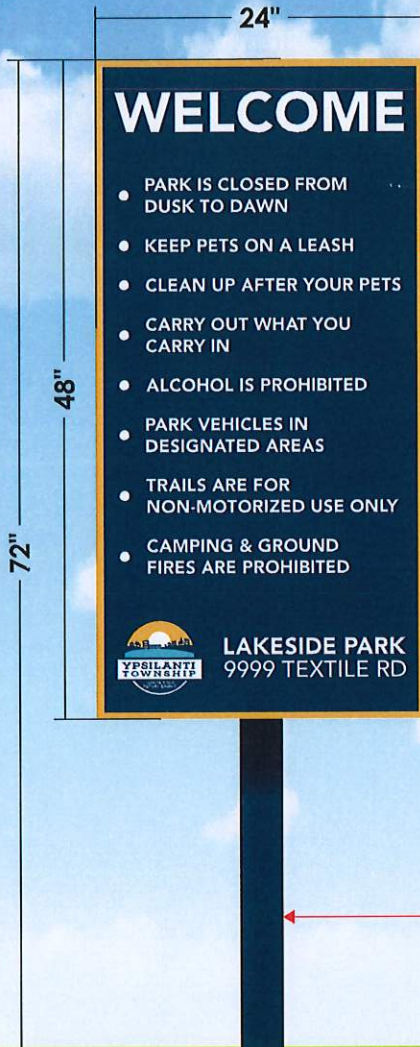 24"
WELCOME
PARK IS CLOSED FROM
DUSK TO DAWN
KEEP PETS ON A LEASH
CLEAN UP AFTER YOUR PETS
CARRY OUT WHAT YOU
CARRY IN
48"
ALCOHOL IS PROHIBITED
PARK VEHICLES IN
DESIGNATED AREAS
72"
TRAILS ARE FOR
NON-MOTORIZED USE ONLY
CAMPING & GROUND
FIRES ARE PROHIBITED
YPSILANTI
TOWNSHIP
LAKESIDE PARK
9999 TEXTILE RD